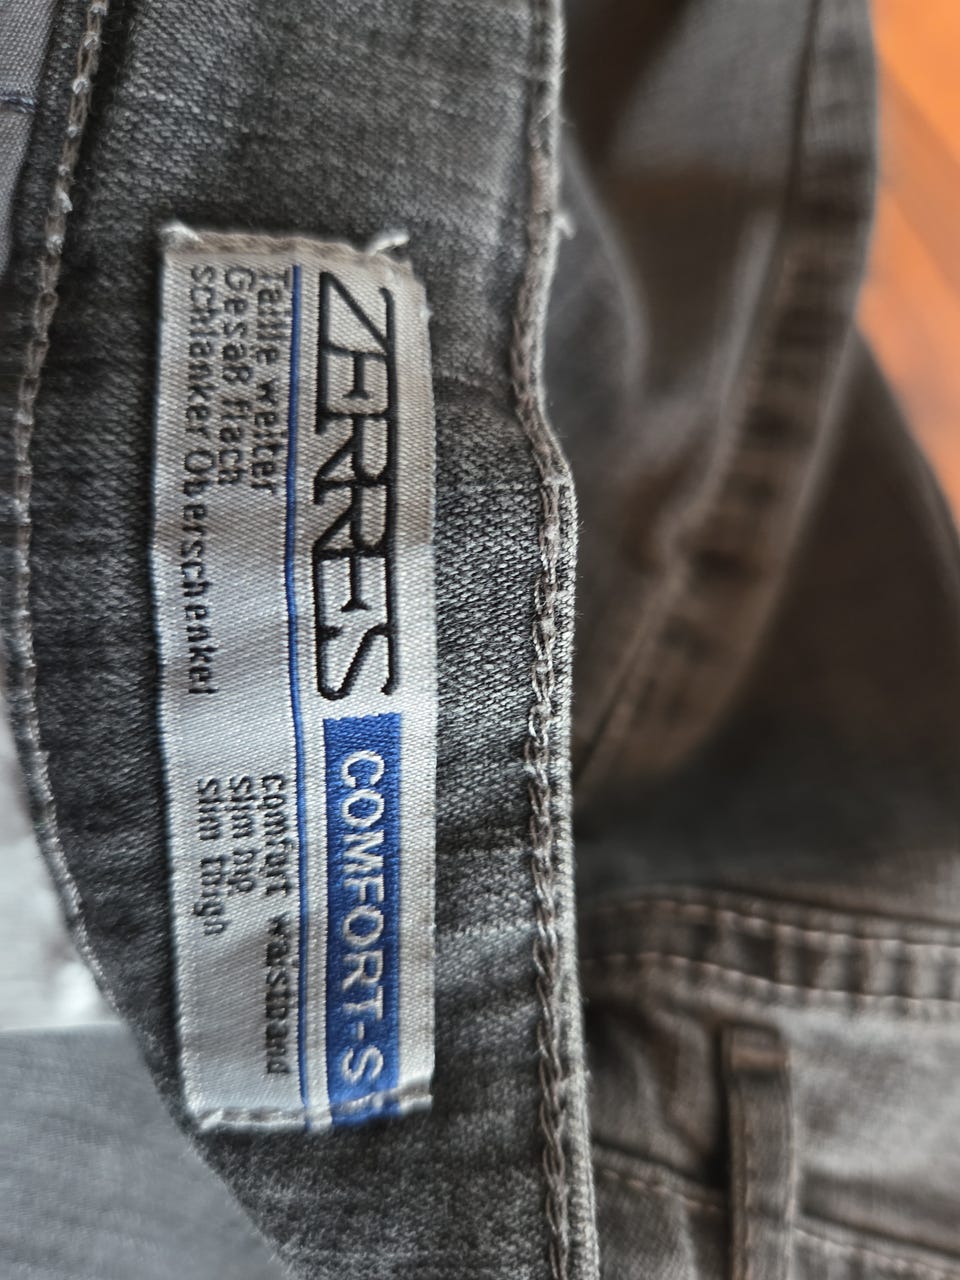 ZERRES COMFORT-S
Taille weiter comfort waistband
Gesäß flach slim hip
schlanker Oberschenkel slim thigh